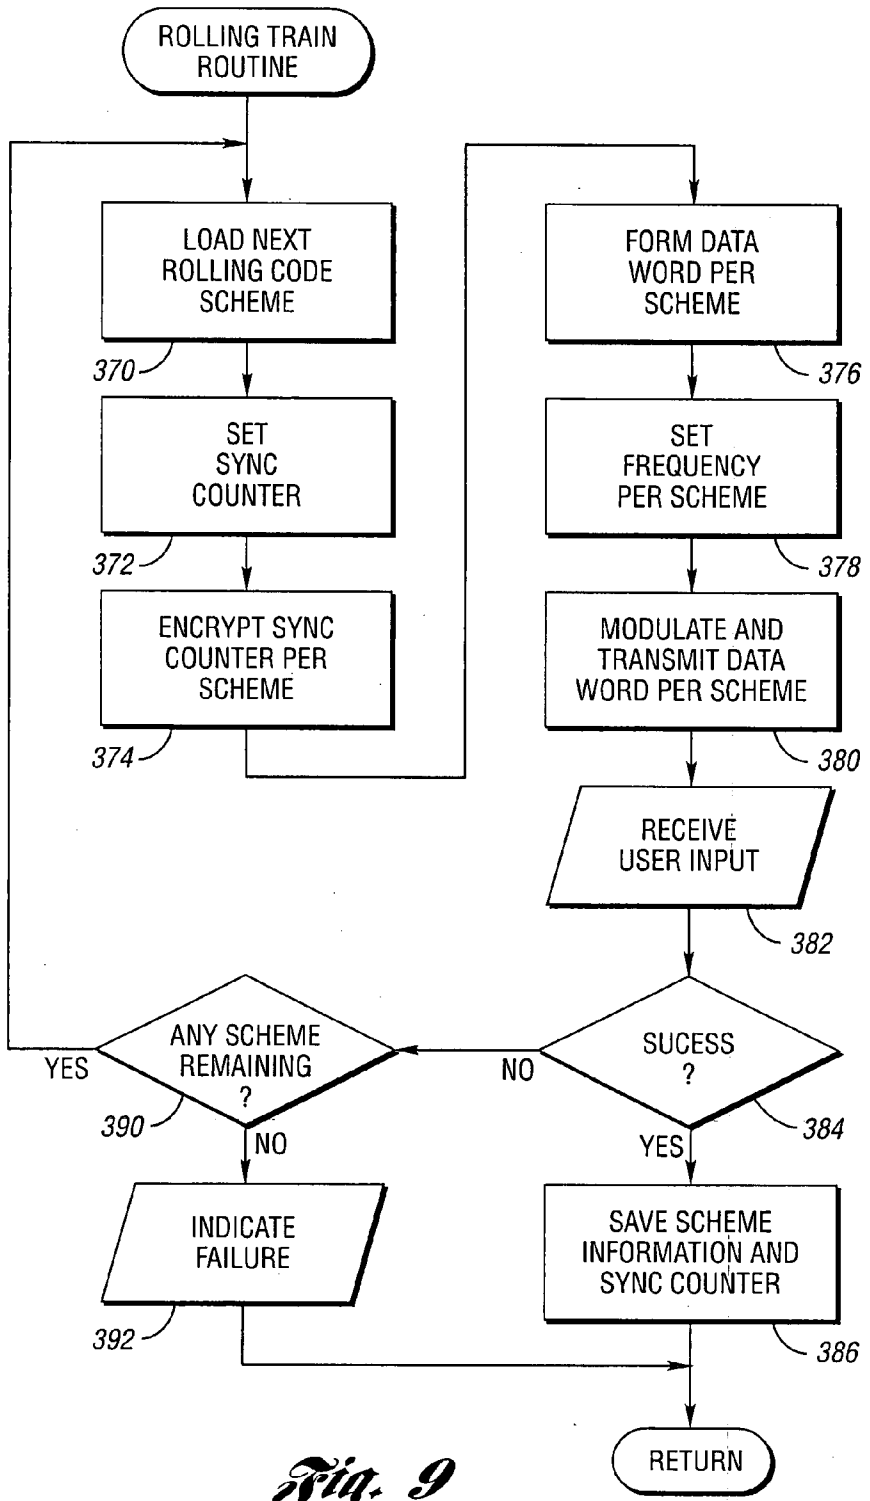 ROLLING TRAIN
ROUTINE
LOAD NEXT
ROLLING CODE
SCHEME
370
SET
SYNC
COUNTER
372
ENCRYPT SYNC
COUNTER PER
SCHEME
374
FORM DATA
WORD PER
SCHEME
376
SET
FREQUENCY
PER SCHEME
378
MODULATE AND
TRANSMIT DATA
WORD PER SCHEME
380
RECEIVE
USER INPUT
382
SUCESS
?
384
NO
YES
ANY SCHEME
REMAINING
?
390
YES
NO
INDICATE
FAILURE
392
SAVE SCHEME
INFORMATION AND
SYNC COUNTER
386
RETURN
Fig. 9